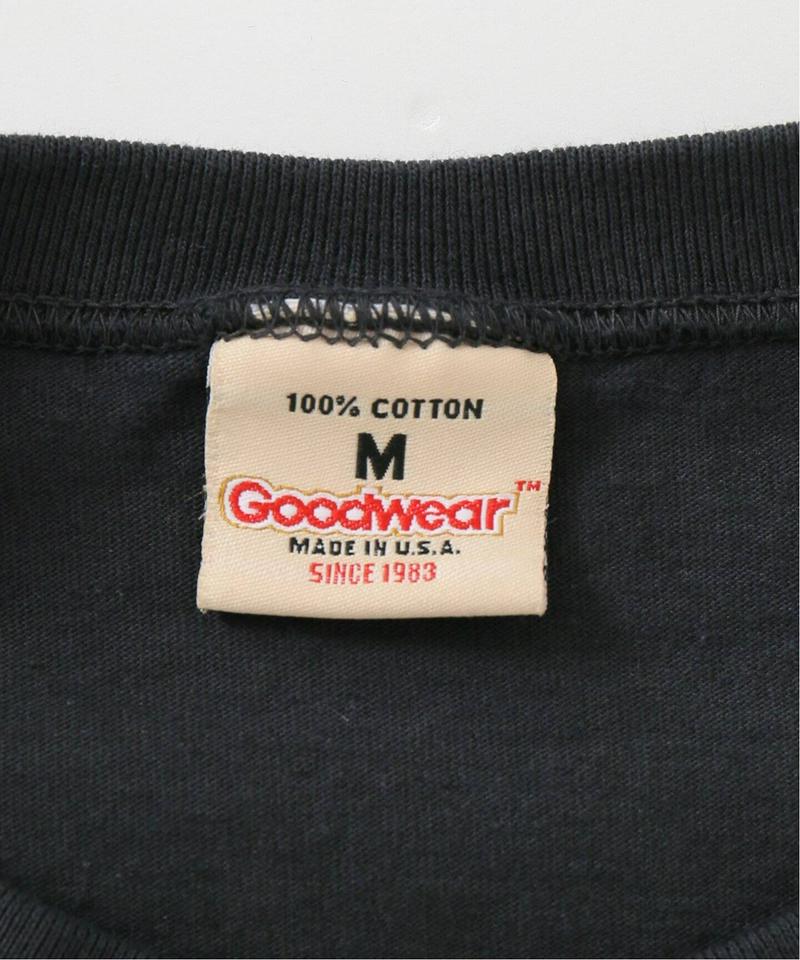 100% COTTON
M
Goodwear™
MADE IN U.S.A.
SINCE 1983